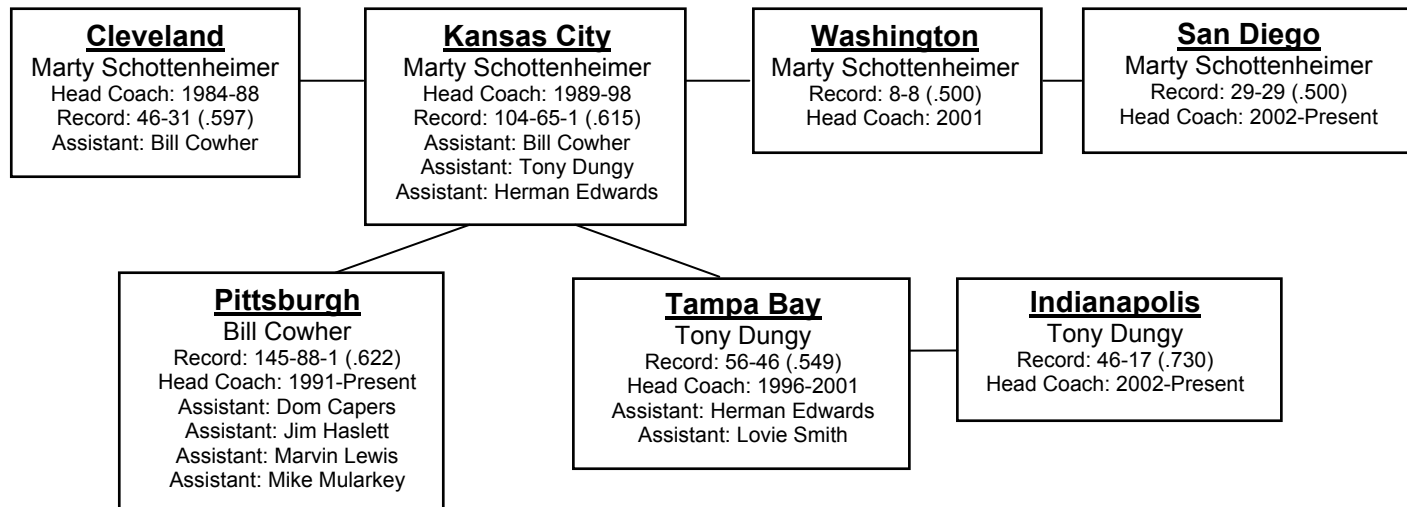 Cleveland
Marty Schottenheimer
Head Coach: 1984-88
Record: 46-31 (.597)
Assistant: Bill Cowher
Kansas City
Marty Schottenheimer
Head Coach: 1989-98
Record: 104-65-1 (.615)
Assistant: Bill Cowher
Assistant: Tony Dungy
Assistant: Herman Edwards
Washington
Marty Schottenheimer
Record: 8-8 (.500)
Head Coach: 2001
San Diego
Marty Schottenheimer
Record: 29-29 (.500)
Head Coach: 2002-Present
Pittsburgh
Bill Cowher
Record: 145-88-1 (.622)
Head Coach: 1991-Present
Assistant: Dom Capers
Assistant: Jim Haslett
Assistant: Marvin Lewis
Assistant: Mike Mularkey
Tampa Bay
Tony Dungy
Record: 56-46 (.549)
Head Coach: 1996-2001
Assistant: Herman Edwards
Assistant: Lovie Smith
Indianapolis
Tony Dungy
Record: 46-17 (.730)
Head Coach: 2002-Present